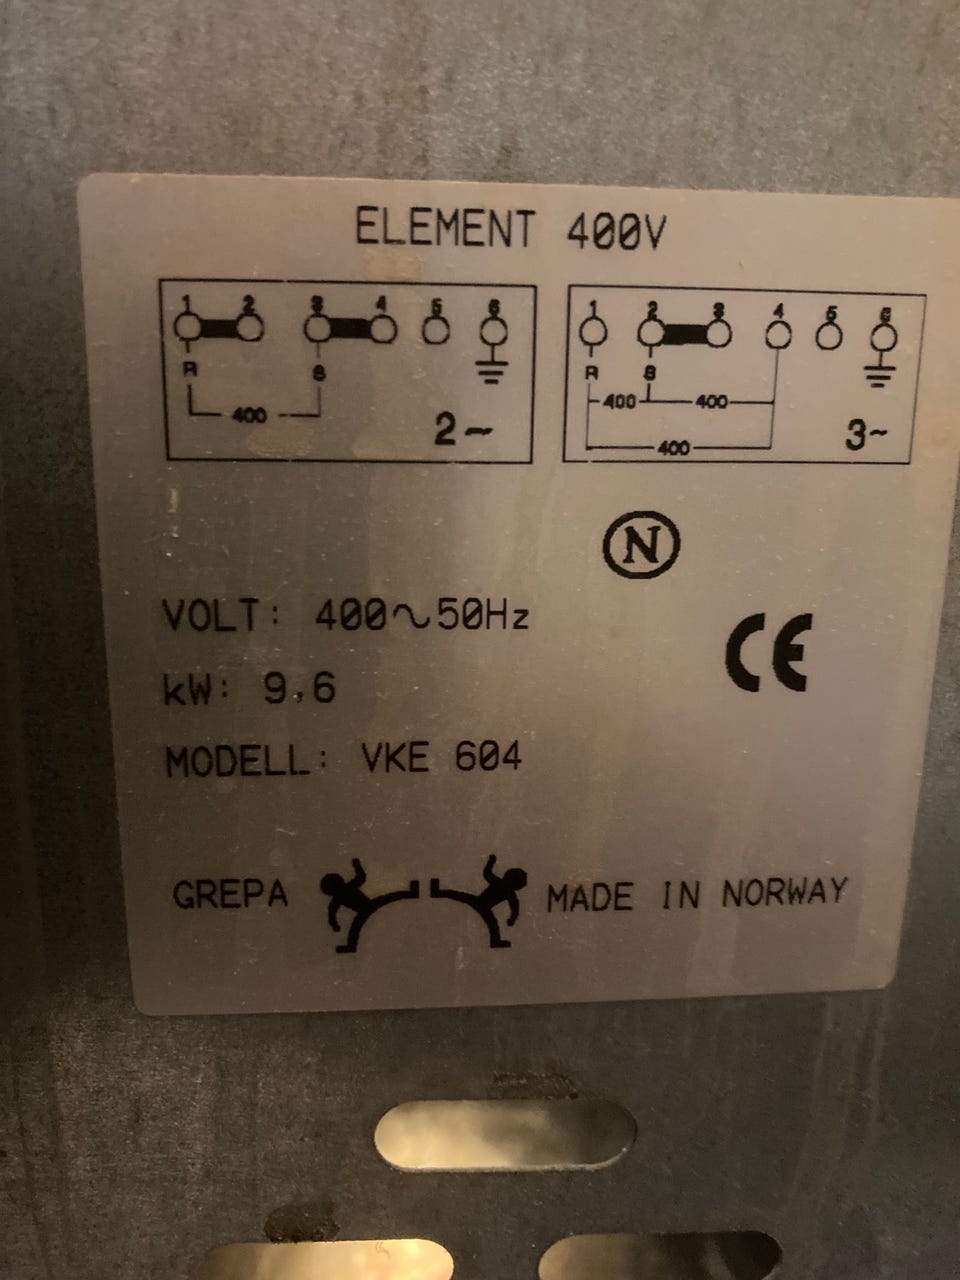 ELEMENT 400V
1 2 3 4 5 6
R S
400
2~
1 2 3 4 5 6
R S
400 400
400
3~
N
VOLT: 400~50Hz
CE
kW: 9,6
MODELL: VKE 604
GREPA MADE IN NORWAY